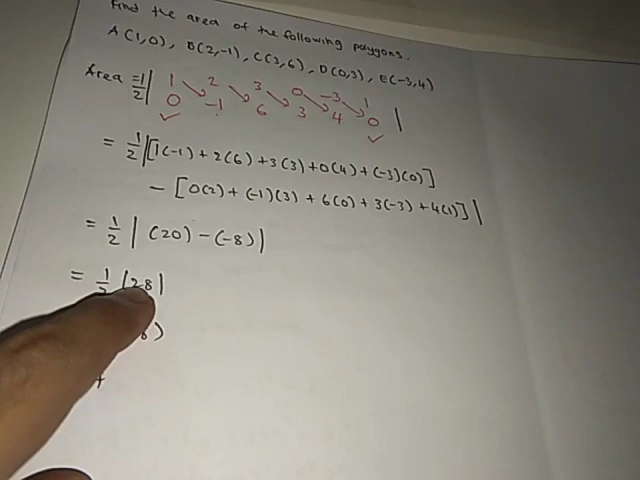 Find the area of the following polygons.
A(1,0), B(2,-1), C(3,6), D(0,3), E(-3,4)
Area = 1/2 | 1 2 3 0 -3 1
0 -1 6 3 4 0 |
= 1/2 |[1(-1) + 2(6) + 3(3) + 0(4) + (-3)(0)]
- [0(2) + (-1)(3) + 6(0) + 3(-3) + 4(1)]|
= 1/2 | (20) - (-8)|
= 1/2 |28|
)